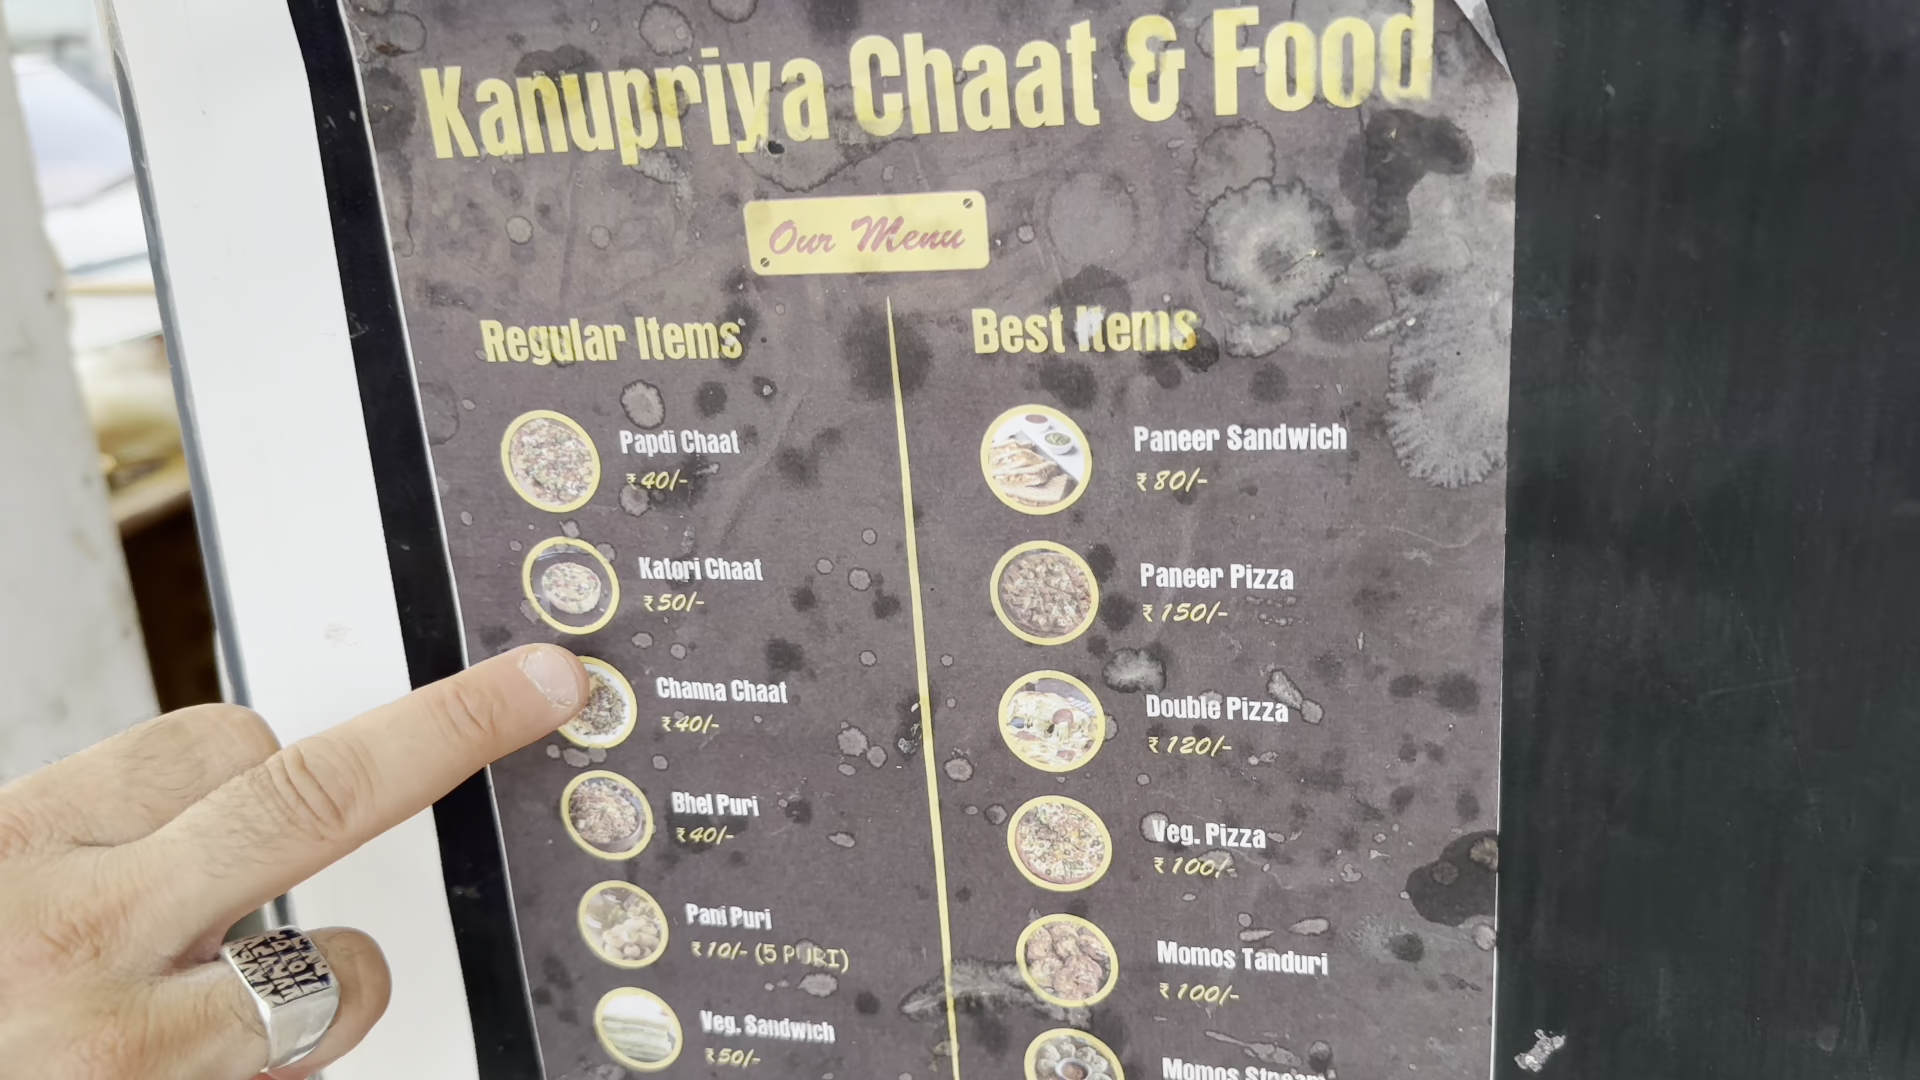 Kanupriya Chaat & Food
Our Menu
Regular Items
Papdi Chaat
₹40/-
Katori Chaat
₹50/-
Channa Chaat
₹40/-
Bhel Puri
₹40/-
Pani Puri
₹10/- (5 PURI)
Veg. Sandwich
₹50/-
Best Items
Paneer Sandwich
₹80/-
Paneer Pizza
₹150/-
Double Pizza
₹120/-
Veg. Pizza
₹100/-
Momos Tanduri
₹100/-
Momos